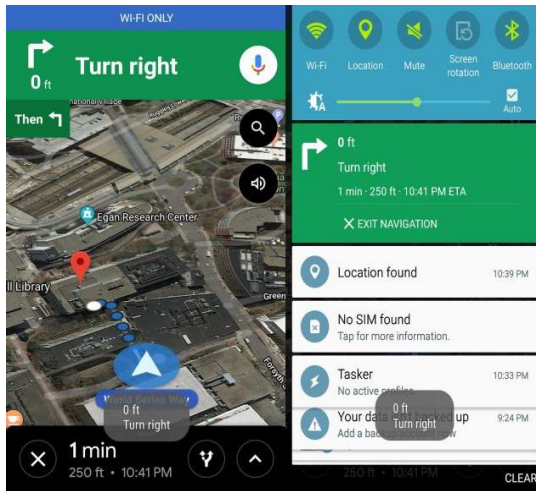 WI-FI ONLY
0 ft
Turn right
Then
Ruggles
Egan Research Center
ll Library
Green
Forsyth
World Series Way
0 ft
Turn right
1 min
250 ft • 10:41 PM
Wi-Fi
Location
Mute
Screen
rotation
Bluetooth
A
Auto
0 ft
Turn right
1 min · 250 ft · 10:41 PM ETA
EXIT NAVIGATION
Location found 10:39 PM
No SIM found
Tap for more information.
Tasker 10:33 PM
No active profiles.
Your data isn't backed up 9:24 PM
Add a backup account now
0 ft
Turn right
250 ft • 10:41 PM
CLEAR